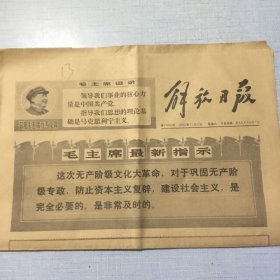 毛主席语录
领导我们事业的核心力
量是中国共产党。
指导我们思想的理论基
础是马克思列宁主义。
解放日报
毛主席最新指示
这次无产阶级文化大革命，对于巩固无产阶
级专政，防止资本主义复辟，建设社会主义，是
完全必要的，是非常及时的。